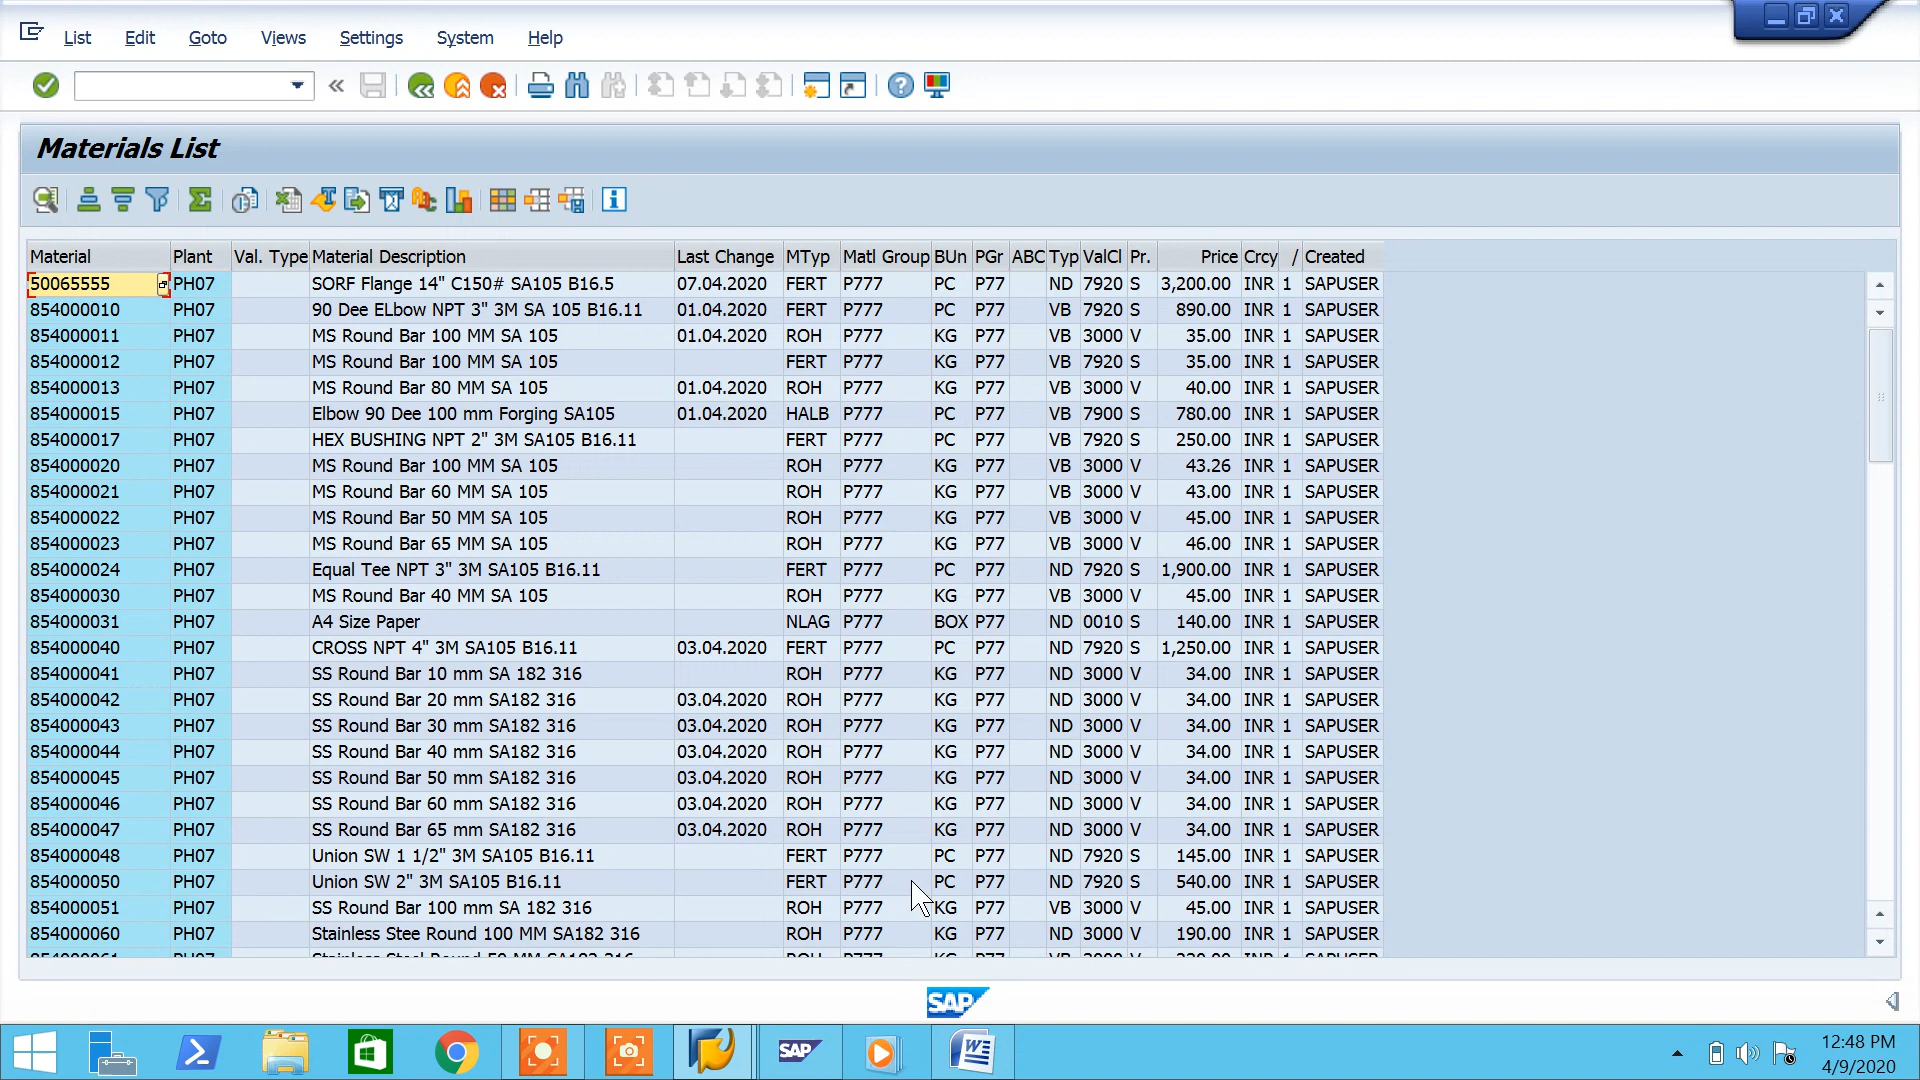 List Edit Goto Views Settings System Help
Materials List
Material Plant Val. Type Material Description Last Change MTyp Matl Group BUn PGr ABC Typ ValCl Pr. Price Crcy / Created
50065555 PH07 SORF Flange 14" C150# SA105 B16.5 07.04.2020 FERT P777 PC P77 ND 7920 S 3,200.00 INR 1 SAPUSER
854000010 PH07 90 Dee ELbow NPT 3" 3M SA 105 B16.11 01.04.2020 FERT P777 PC P77 VB 7920 S 890.00 INR 1 SAPUSER
854000011 PH07 MS Round Bar 100 MM SA 105 01.04.2020 ROH P777 KG P77 VB 3000 V 35.00 INR 1 SAPUSER
854000012 PH07 MS Round Bar 100 MM SA 105 FERT P777 KG P77 VB 7920 S 35.00 INR 1 SAPUSER
854000013 PH07 MS Round Bar 80 MM SA 105 01.04.2020 ROH P777 KG P77 VB 3000 V 40.00 INR 1 SAPUSER
854000015 PH07 Elbow 90 Dee 100 mm Forging SA105 01.04.2020 HALB P777 PC P77 VB 7900 S 780.00 INR 1 SAPUSER
854000017 PH07 HEX BUSHING NPT 2" 3M SA105 B16.11 FERT P777 PC P77 VB 7920 S 250.00 INR 1 SAPUSER
854000020 PH07 MS Round Bar 100 MM SA 105 ROH P777 KG P77 VB 3000 V 43.26 INR 1 SAPUSER
854000021 PH07 MS Round Bar 60 MM SA 105 ROH P777 KG P77 VB 3000 V 43.00 INR 1 SAPUSER
854000022 PH07 MS Round Bar 50 MM SA 105 ROH P777 KG P77 VB 3000 V 45.00 INR 1 SAPUSER
854000023 PH07 MS Round Bar 65 MM SA 105 ROH P777 KG P77 VB 3000 V 46.00 INR 1 SAPUSER
854000024 PH07 Equal Tee NPT 3" 3M SA105 B16.11 FERT P777 PC P77 ND 7920 S 1,900.00 INR 1 SAPUSER
854000030 PH07 MS Round Bar 40 MM SA 105 ROH P777 KG P77 VB 3000 V 45.00 INR 1 SAPUSER
854000031 PH07 A4 Size Paper NLAG P777 BOX P77 ND 0010 S 140.00 INR 1 SAPUSER
854000040 PH07 CROSS NPT 4" 3M SA105 B16.11 03.04.2020 FERT P777 PC P77 ND 7920 S 1,250.00 INR 1 SAPUSER
854000041 PH07 SS Round Bar 10 mm SA 182 316 ROH P777 KG P77 ND 3000 V 34.00 INR 1 SAPUSER
854000042 PH07 SS Round Bar 20 mm SA182 316 03.04.2020 ROH P777 KG P77 ND 3000 V 34.00 INR 1 SAPUSER
854000043 PH07 SS Round Bar 30 mm SA182 316 03.04.2020 ROH P777 KG P77 ND 3000 V 34.00 INR 1 SAPUSER
854000044 PH07 SS Round Bar 40 mm SA182 316 03.04.2020 ROH P777 KG P77 ND 3000 V 34.00 INR 1 SAPUSER
854000045 PH07 SS Round Bar 50 mm SA182 316 03.04.2020 ROH P777 KG P77 ND 3000 V 34.00 INR 1 SAPUSER
854000046 PH07 SS Round Bar 60 mm SA182 316 03.04.2020 ROH P777 KG P77 ND 3000 V 34.00 INR 1 SAPUSER
854000047 PH07 SS Round Bar 65 mm SA182 316 03.04.2020 ROH P777 KG P77 ND 3000 V 34.00 INR 1 SAPUSER
854000048 PH07 Union SW 1 1/2" 3M SA105 B16.11 FERT P777 PC P77 ND 7920 S 145.00 INR 1 SAPUSER
854000050 PH07 Union SW 2" 3M SA105 B16.11 FERT P777 PC P77 ND 7920 S 540.00 INR 1 SAPUSER
854000051 PH07 SS Round Bar 100 mm SA 182 316 ROH P777 KG P77 VB 3000 V 45.00 INR 1 SAPUSER
854000060 PH07 Stainless Stee Round 100 MM SA182 316 ROH P777 KG P77 ND 3000 V 190.00 INR 1 SAPUSER
SAP
SAP
12:48 PM
4/9/2020